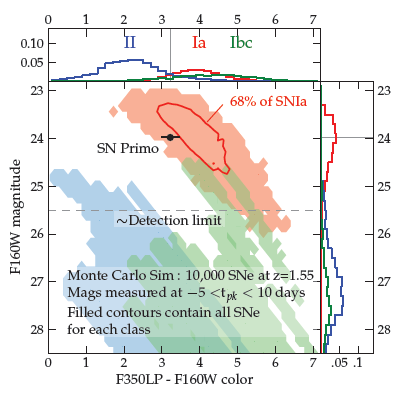 0 1 2 3 4 5 6 7
0.10
0.05
II Ia Ibc
23 23
68% of SNIa
24 24
SN Primo
25 25
~Detection limit
26 26
27 27
28 28
Monte Carlo Sim : 10,000 SNe at z=1.55
Mags measured at −5 <t_pk < 10 days
Filled contours contain all SNe
for each class
F160W magnitude
0 1 2 3 4 5 6 7 .05 .1
F350LP - F160W color